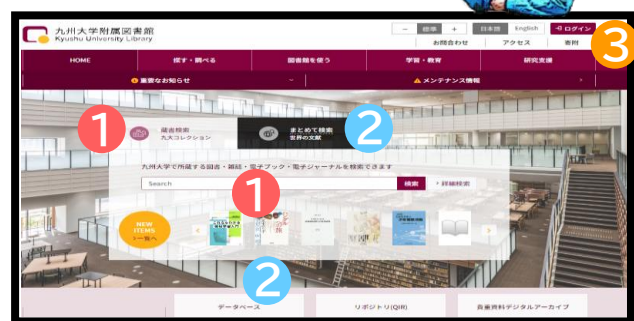 九州大学附属図書館
Kyushu University Library
− 標準 + 日本語 English ログイン
お問合わせ アクセス 寄附
3
HOME 探す・調べる 図書館を使う 学習・教育 研究支援
重要なお知らせ メンテナンス情報
1
蔵書検索
九大コレクション
まとめて検索
世界の文献
2
九州大学で所蔵する図書・雑誌・電子ブック・電子ジャーナルを検索できます
Search 検索 詳細検索
1
NEW
ITEMS
一覧へ
2
データベース リポジトリ(QIR) 貴重資料デジタルアーカイブ